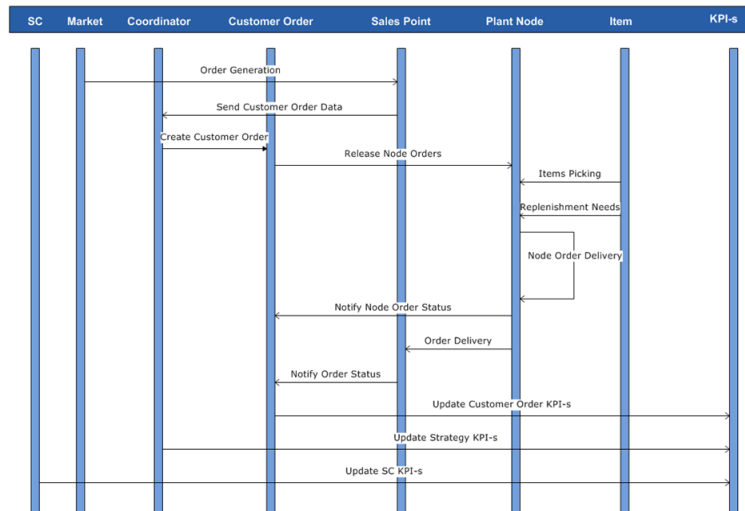 SC Market Coordinator Customer Order Sales Point Plant Node Item KPI-s
Order Generation
Send Customer Order Data
Create Customer Order
Release Node Orders
Items Picking
Replenishment Needs
Node Order Delivery
Notify Node Order Status
Order Delivery
Notify Order Status
Update Customer Order KPI-s
Update Strategy KPI-s
Update SC KPI-s